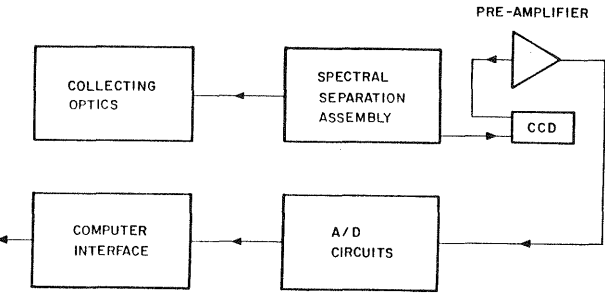 PRE-AMPLIFIER
COLLECTING
OPTICS
SPECTRAL
SEPARATION
ASSEMBLY
CCD
COMPUTER
INTERFACE
A/D
CIRCUITS